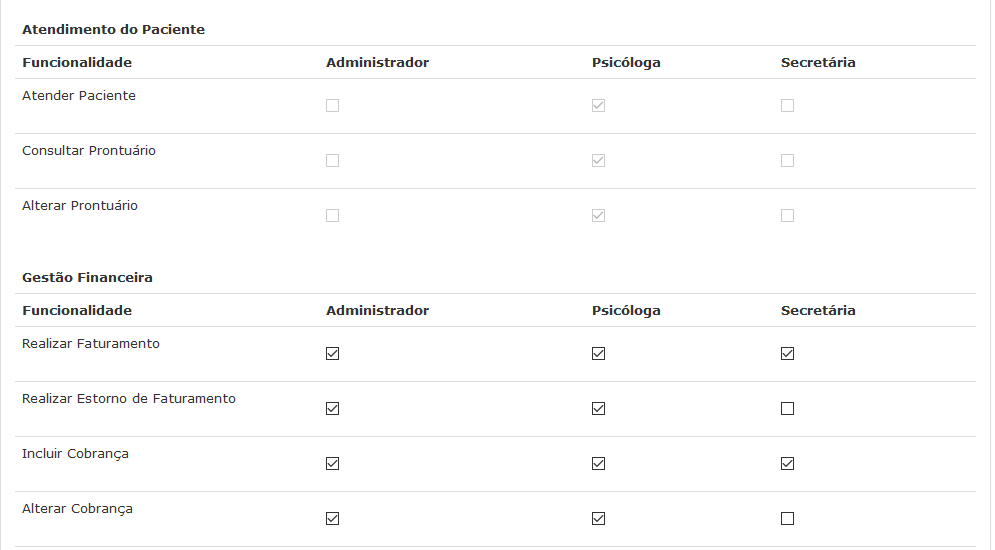 Atendimento do Paciente
Funcionalidade Administrador Psicóloga Secretária
Atender Paciente
Consultar Prontuário
Alterar Prontuário
Gestão Financeira
Funcionalidade Administrador Psicóloga Secretária
Realizar Faturamento
Realizar Estorno de Faturamento
Incluir Cobrança
Alterar Cobrança